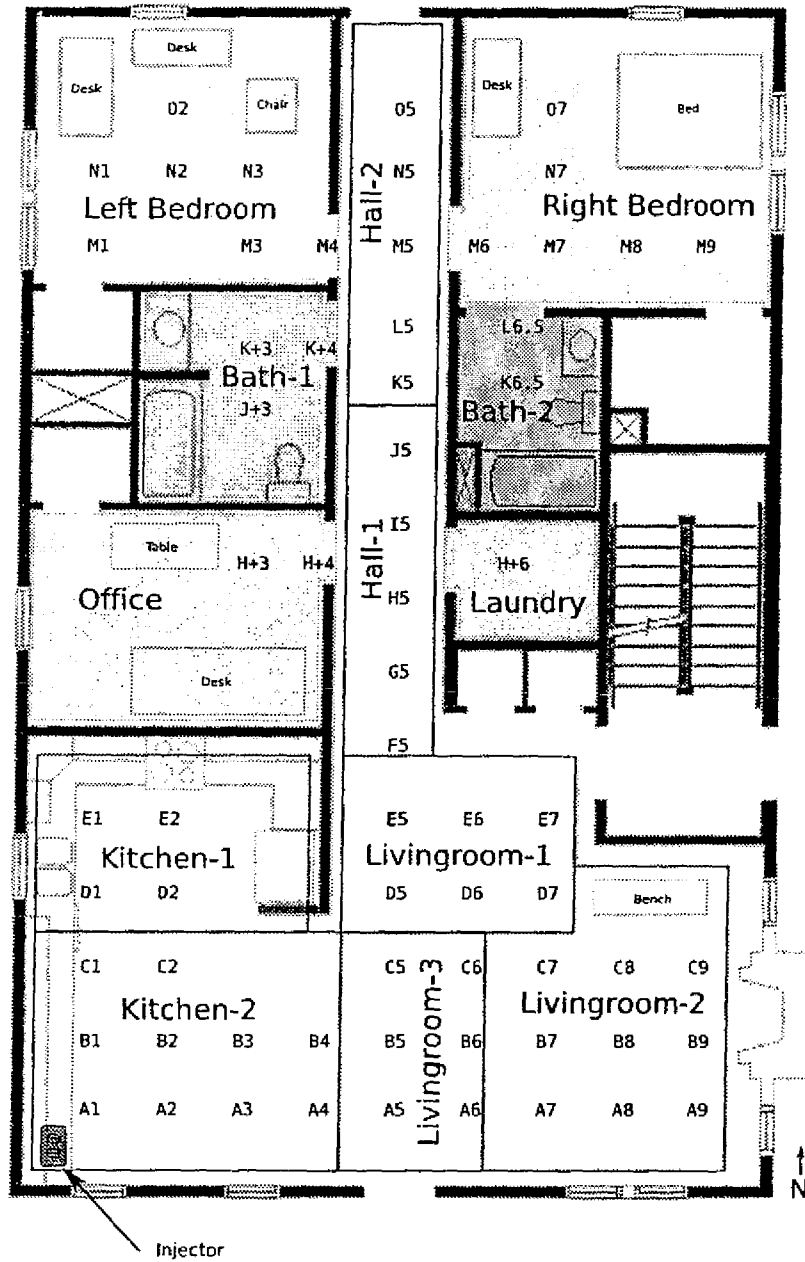 Desk
Desk Chair Desk Bed
O2 O5 O7
N1 N2 N3 N5 N7
Left Bedroom Hall-2 Right Bedroom
M1 M3 M4 M5 M6 M7 M8 M9
L5 L6.5
K+3 K+4
Bath-1 K5 K6.5
J+3 Bath-2
J5
I5
Table
H+3 H+4 Hall-1 H+6
Office H5 Laundry
Desk G5
F5
E1 E2 E5 E6 E7
Kitchen-1 Livingroom-1
D1 D2 D5 D6 D7 Bench
C1 C2 C5 C6 C7 C8 C9
Kitchen-2 Livingroom-3 Livingroom-2
B1 B2 B3 B4 B5 B6 B7 B8 B9
A1 A2 A3 A4 A5 A6 A7 A8 A9
N
Injector